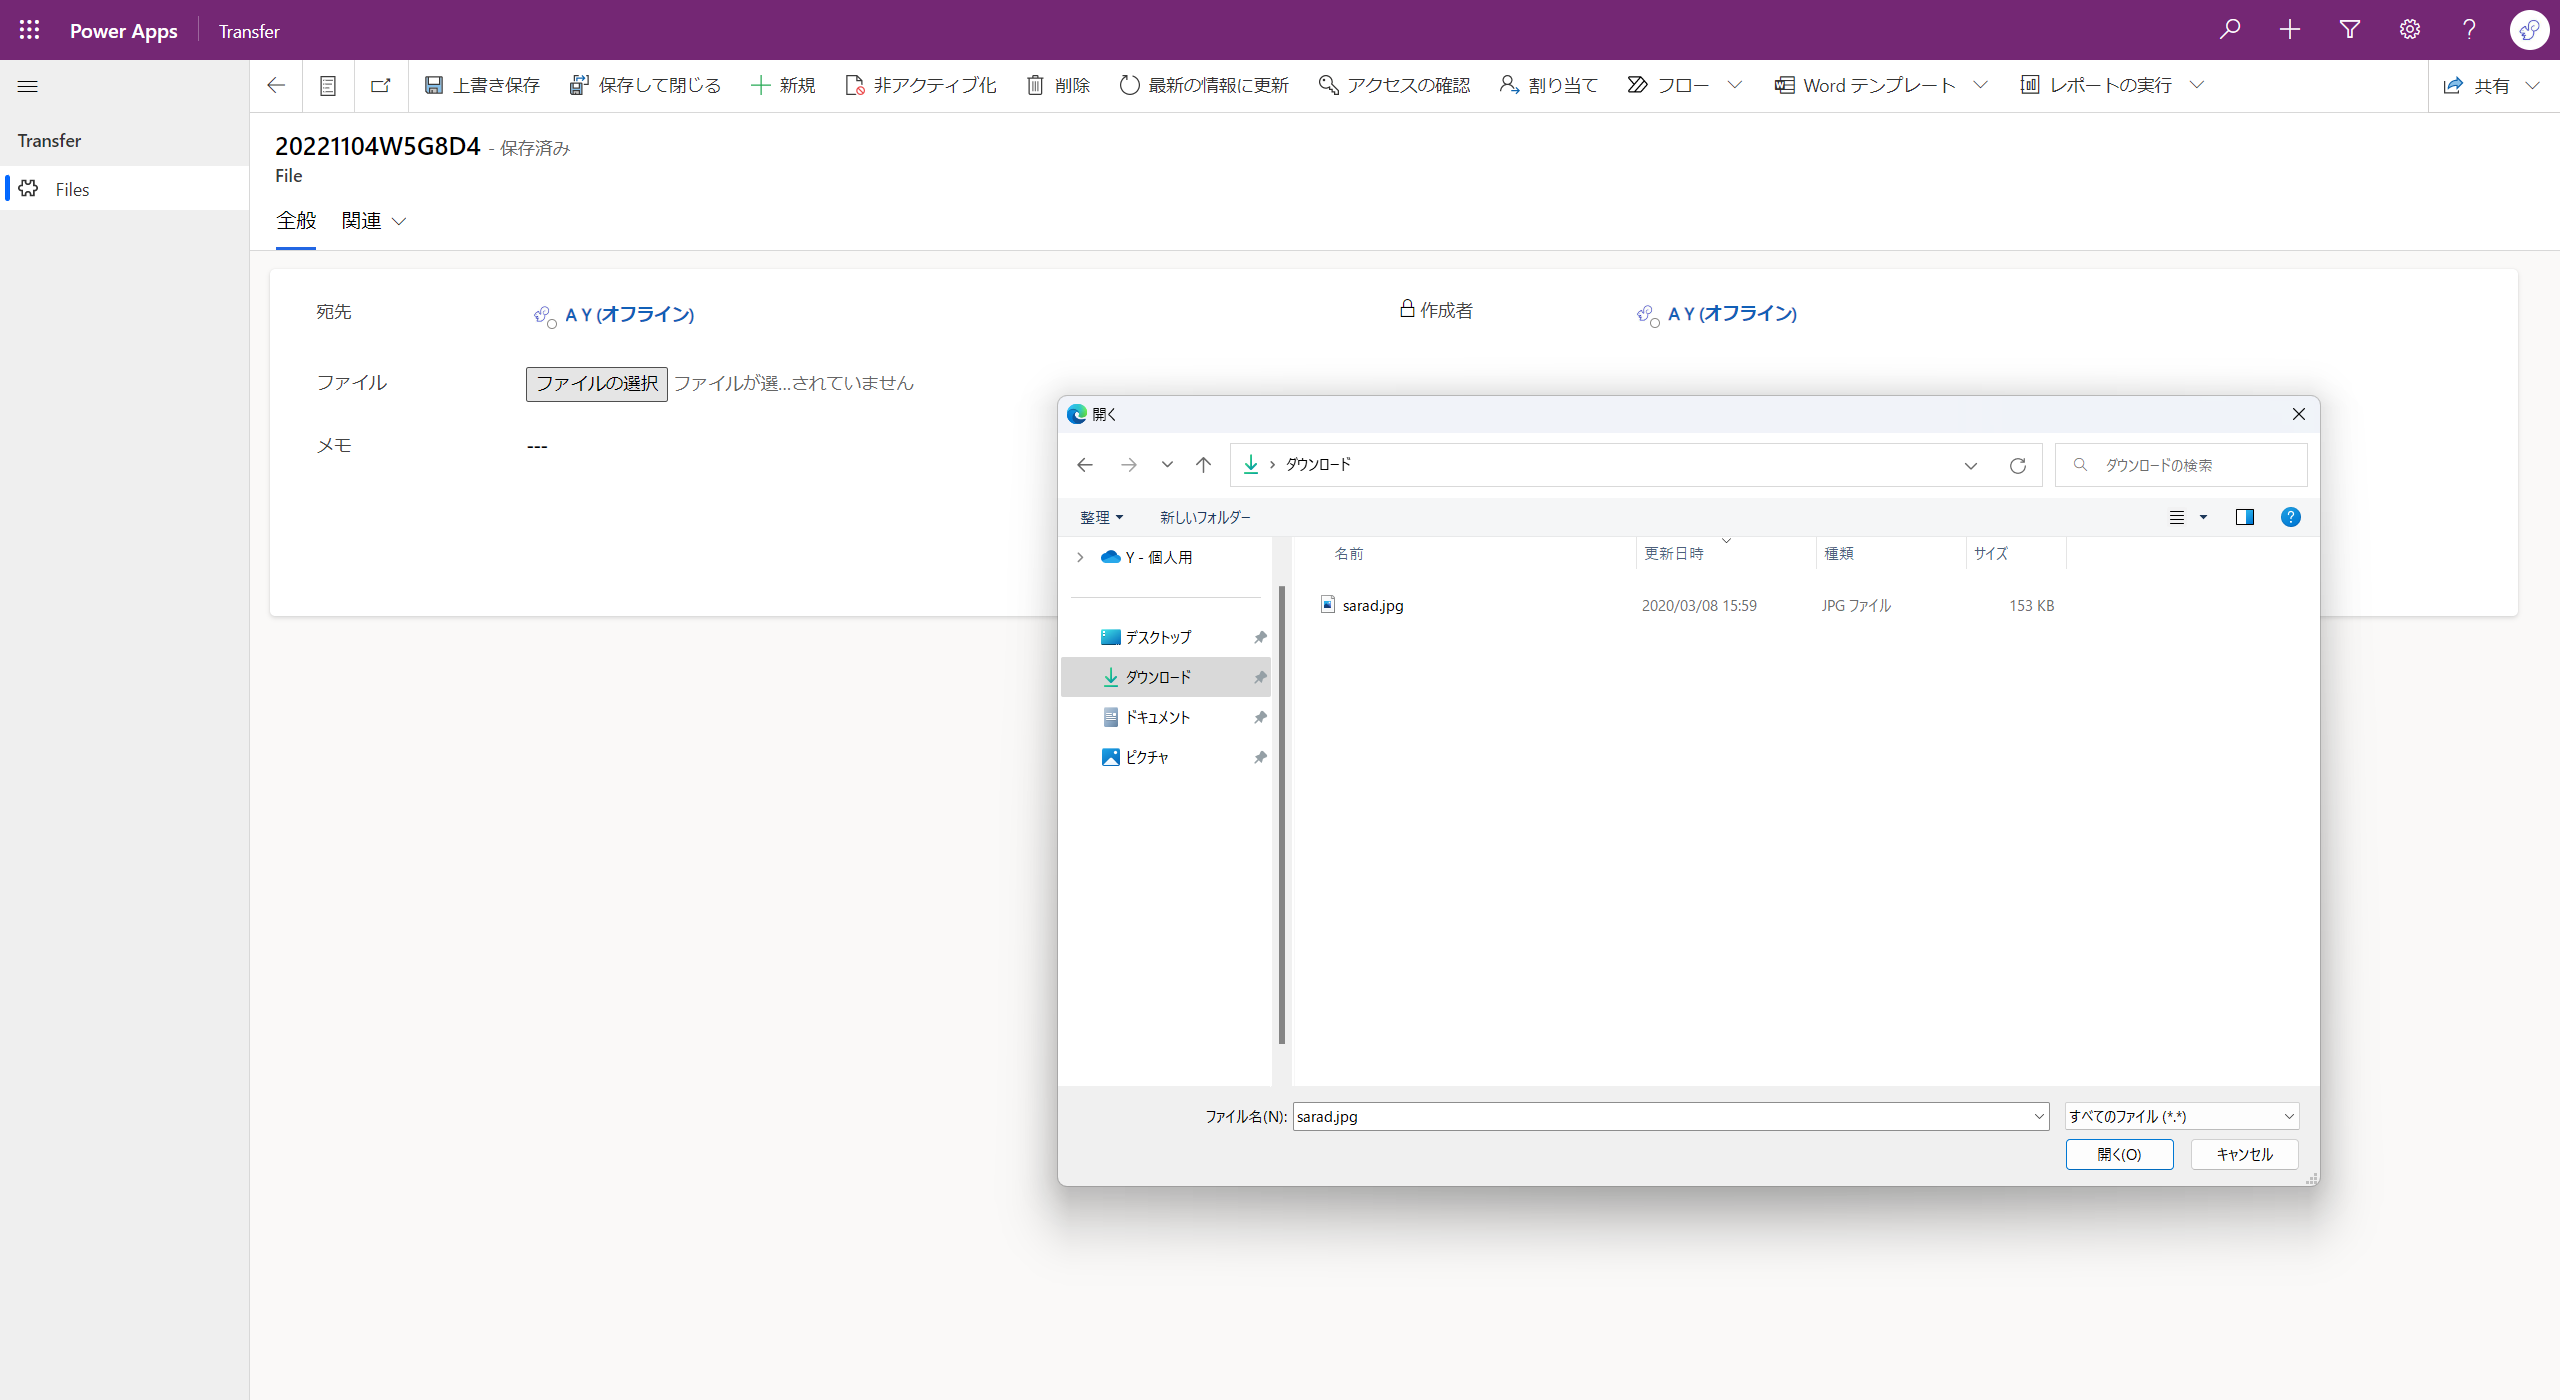 Power Apps
Transfer
上書き保存 保存して閉じる 新規 非アクティブ化 削除 最新の情報に更新 アクセスの確認 割り当て フロー Word テンプレート レポートの実行 共有
Transfer
Files
20221104W5G8D4 - 保存済み
File
全般 関連
宛先 A Y (オフライン)
作成者 A Y (オフライン)
ファイル ファイルの選択 ファイルが選...されていません
メモ ---
開く
ダウンロード
ダウンロードの検索
整理 新しいフォルダー
Y - 個人用
デスクトップ
ダウンロード
ドキュメント
ピクチャ
名前 更新日時 種類 サイズ
sarad.jpg 2020/03/08 15:59 JPG ファイル 153 KB
ファイル名(N): sarad.jpg すべてのファイル (*.*)
開く(O) キャンセル